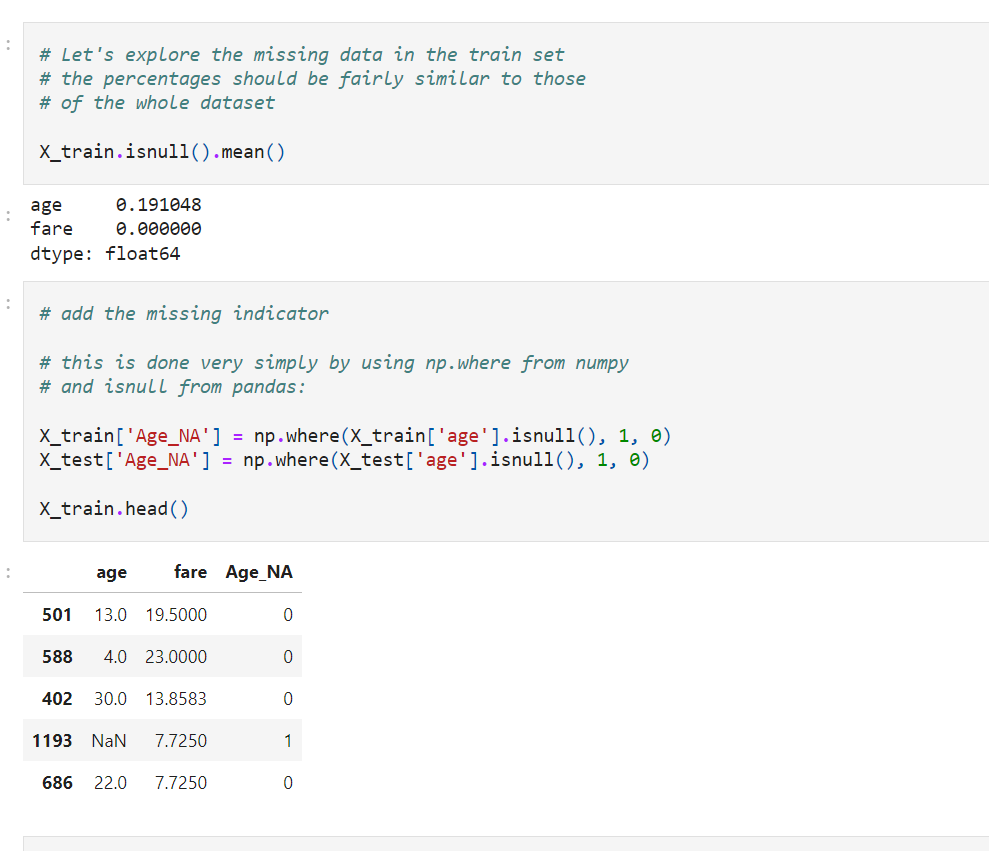 # Let's explore the missing data in the train set
# the percentages should be fairly similar to those
# of the whole dataset
X_train.isnull().mean()
age 0.191048
fare 0.000000
dtype: float64
# add the missing indicator
# this is done very simply by using np.where from numpy
# and isnull from pandas:
X_train['Age_NA'] = np.where(X_train['age'].isnull(), 1, 0)
X_test['Age_NA'] = np.where(X_test['age'].isnull(), 1, 0)
X_train.head()
age fare Age_NA
501 13.0 19.5000 0
588 4.0 23.0000 0
402 30.0 13.8583 0
1193 NaN 7.7250 1
686 22.0 7.7250 0